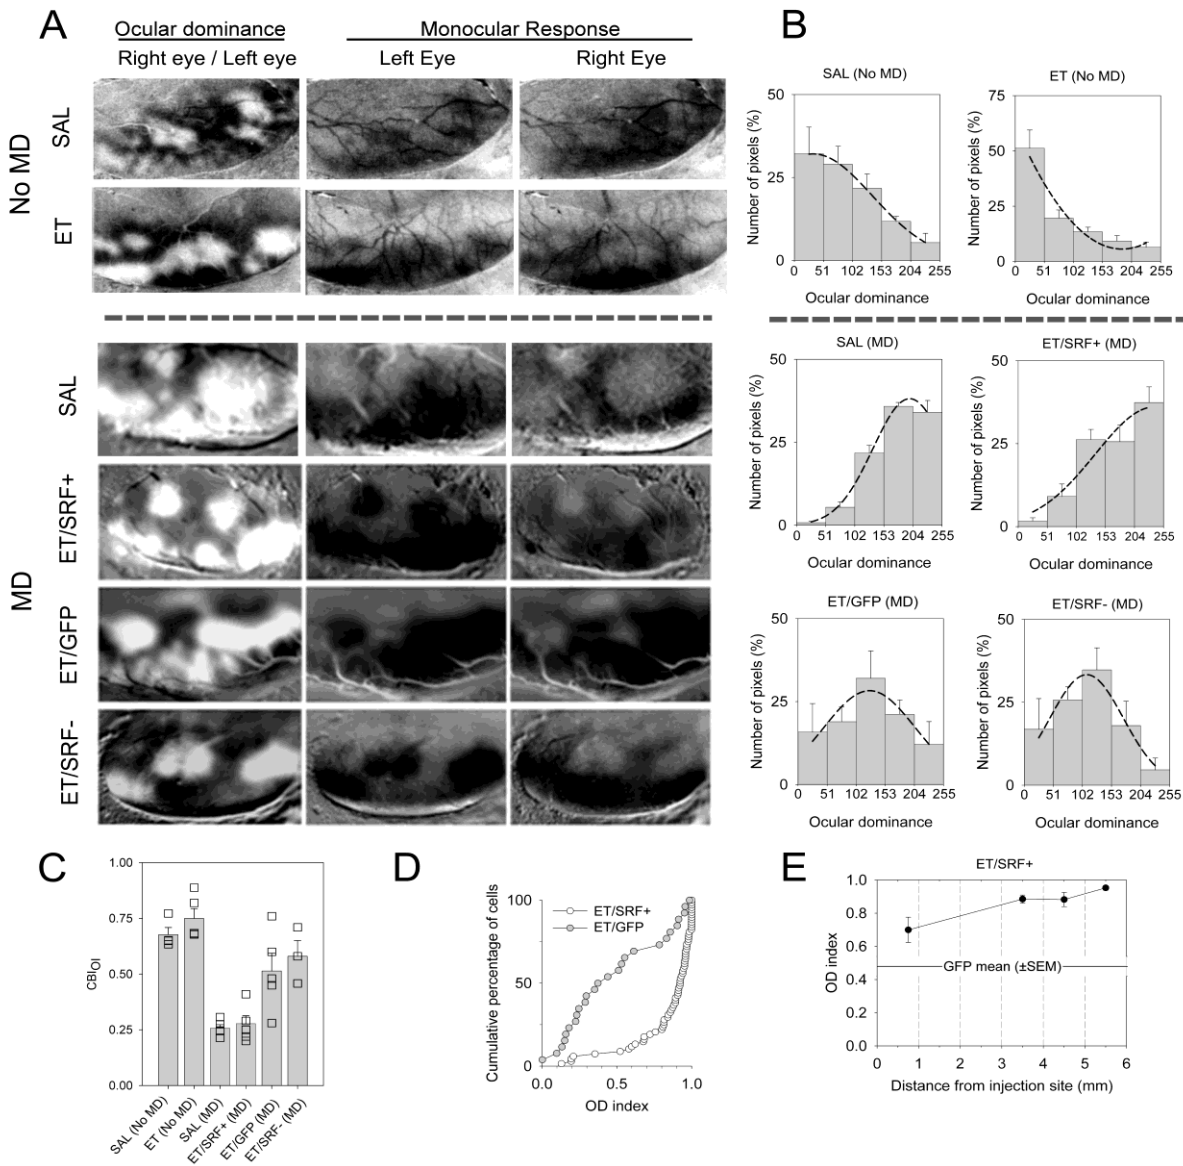 A
Ocular dominance
Right eye / Left eye
Monocular Response
Left Eye
Right Eye
No MD
SAL
ET
MD
SAL
ET/SRF+
ET/GFP
ET/SRF-
B
SAL (No MD)
Number of pixels (%)
50
25
0
0 51 102 153 204 255
Ocular dominance
ET (No MD)
Number of pixels (%)
75
50
25
0
0 51 102 153 204 255
Ocular dominance
SAL (MD)
Number of pixels (%)
50
25
0
0 51 102 153 204 255
Ocular dominance
ET/SRF+ (MD)
Number of pixels (%)
50
25
0
0 51 102 153 204 255
Ocular dominance
ET/GFP (MD)
Number of pixels (%)
50
25
0
0 51 102 153 204 255
Ocular dominance
ET/SRF- (MD)
Number of pixels (%)
50
25
0
0 51 102 153 204 255
Ocular dominance
C
CBIOI
1.00
0.75
0.50
0.25
0.00
SAL (No MD)
ET (No MD)
SAL (MD)
ET/SRF+ (MD)
ET/GFP (MD)
ET/SRF- (MD)
D
Cumulative percentage of cells
100
50
0
ET/SRF+
ET/GFP
0.0 0.5 1.0
OD index
E
ET/SRF+
OD index
1.0
0.8
0.6
0.4
0.2
0.0
GFP mean (±SEM)
0 1 2 3 4 5 6
Distance from injection site (mm)